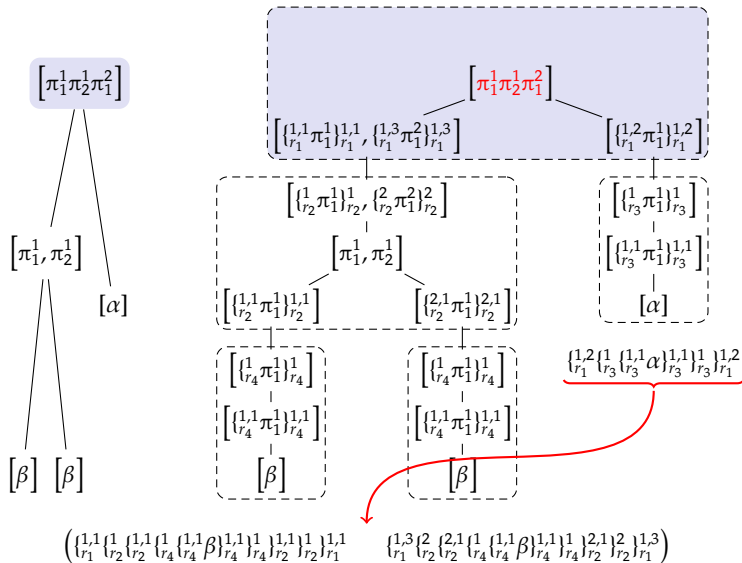 [π₁¹π₂¹π₁²] [π₁¹π₂¹π₁²]
[{_{r₁}^{1,1}π₁¹}_{r₁}^{1,1}, {_{r₁}^{1,3}π₁²}_{r₁}^{1,3}] [{_{r₁}^{1,2}π₁¹}_{r₁}^{1,2}]
[{_{r₂}^{1}π₁¹}_{r₂}^{1}, {_{r₂}^{2}π₁²}_{r₂}^{2}] [{_{r₃}^{1}π₁¹}_{r₃}^{1}]
[π₁¹, π₂¹] [π₁¹, π₂¹] [{_{r₃}^{1,1}π₁¹}_{r₃}^{1,1}]
[α] [{_{r₂}^{1,1}π₁¹}_{r₂}^{1,1}] [{_{r₂}^{2,1}π₁¹}_{r₂}^{2,1}] [α]
[{_{r₄}^{1}π₁¹}_{r₄}^{1}] [{_{r₄}^{1}π₁¹}_{r₄}^{1}] {_{r₁}^{1,2}{_{r₃}^{1}{_{r₃}^{1,1}α}_{r₃}^{1,1}}_{r₃}^{1}}_{r₁}^{1,2}
[{_{r₄}^{1,1}π₁¹}_{r₄}^{1,1}] [{_{r₄}^{1,1}π₁¹}_{r₄}^{1,1}]
[β] [β] [β] [β]
({_{r₁}^{1,1}{_{r₂}^{1}{_{r₂}^{1,1}{_{r₄}^{1}{_{r₄}^{1,1}β}_{r₄}^{1,1}}_{r₄}^{1}}_{r₂}^{1,1}}_{r₂}^{1}}_{r₁}^{1,1} {_{r₁}^{1,3}{_{r₂}^{2}{_{r₂}^{2,1}{_{r₄}^{1}{_{r₄}^{1,1}β}_{r₄}^{1,1}}_{r₄}^{1}}_{r₂}^{2,1}}_{r₂}^{2}}_{r₁}^{1,3})